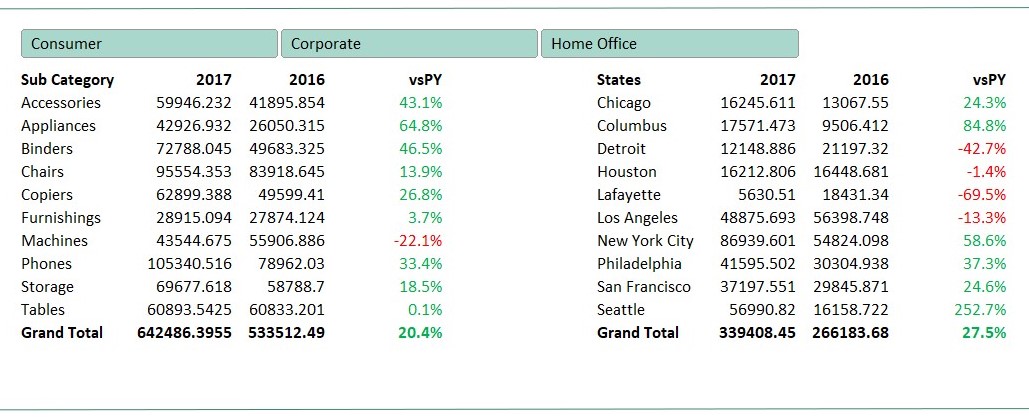 Consumer Corporate Home Office
Sub Category 2017 2016 vsPY States 2017 2016 vsPY
Accessories 59946.232 41895.854 43.1% Chicago 16245.611 13067.55 24.3%
Appliances 42926.932 26050.315 64.8% Columbus 17571.473 9506.412 84.8%
Binders 72788.045 49683.325 46.5% Detroit 12148.886 21197.32 -42.7%
Chairs 95554.353 83918.645 13.9% Houston 16212.806 16448.681 -1.4%
Copiers 62899.388 49599.41 26.8% Lafayette 5630.51 18431.34 -69.5%
Furnishings 28915.094 27874.124 3.7% Los Angeles 48875.693 56398.748 -13.3%
Machines 43544.675 55906.886 -22.1% New York City 86939.601 54824.098 58.6%
Phones 105340.516 78962.03 33.4% Philadelphia 41595.502 30304.938 37.3%
Storage 69677.618 58788.7 18.5% San Francisco 37197.551 29845.871 24.6%
Tables 60893.5425 60833.201 0.1% Seattle 56990.82 16158.722 252.7%
Grand Total 642486.3955 533512.49 20.4% Grand Total 339408.45 266183.68 27.5%